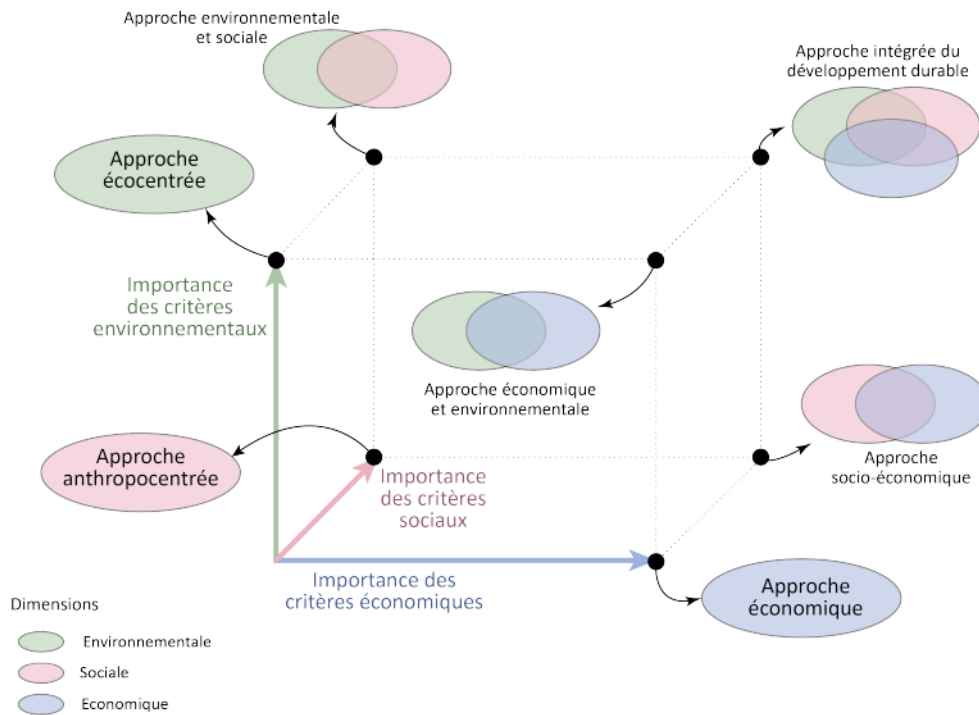 Approche environnementale
et sociale
Approche intégrée du
développement durable
Approche
écocentrée
Importance
des critères
environnementaux
Approche économique
et environnementale
Approche
anthropocentrée
Importance
des critères
sociaux
Approche
socio-économique
Importance des
critères économiques
Approche
économique
Dimensions
Environnementale
Sociale
Economique